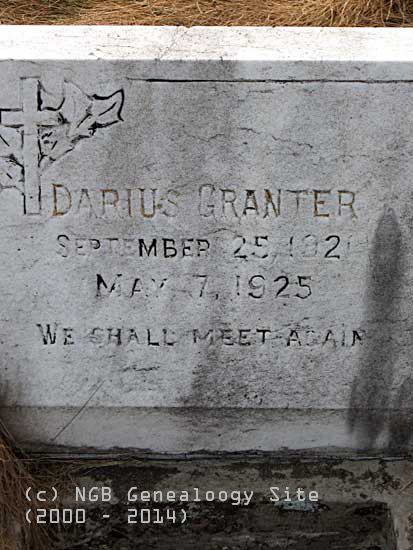 DARIUS GRANTER
SEPTEMBER 25, 1921
MAY 7, 1925
WE SHALL MEET AGAIN
(c) NGB Genealoogy Site
(2000 - 2014)